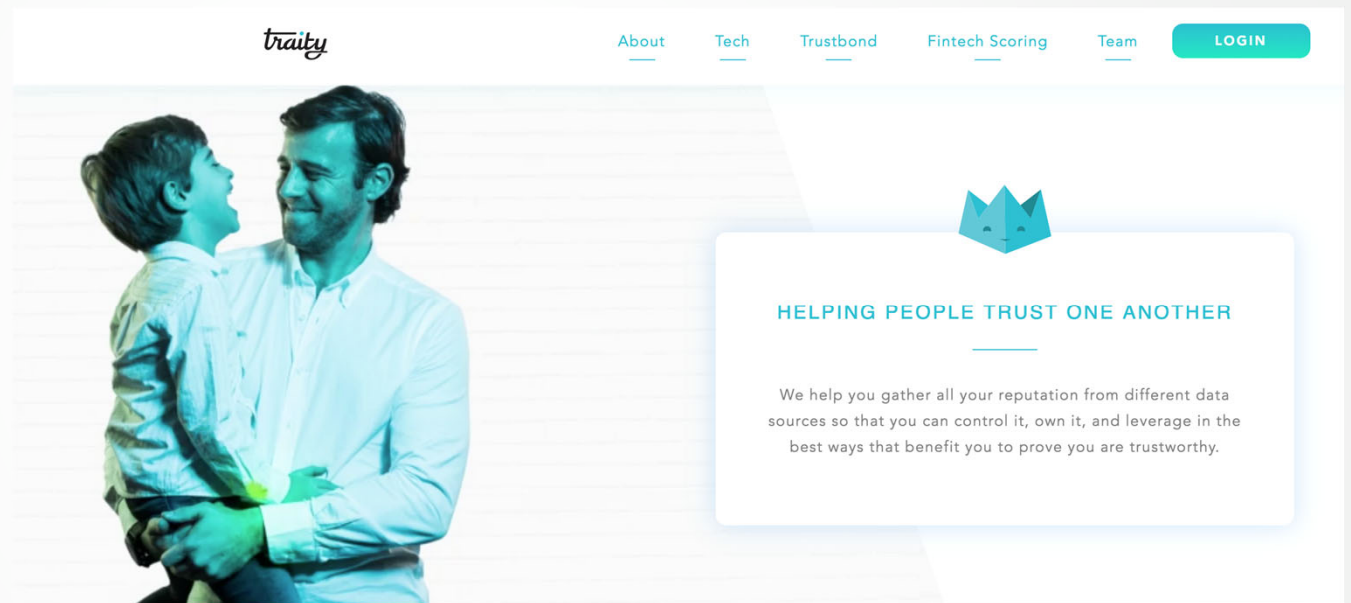 traity
About Tech Trustbond Fintech Scoring Team LOGIN
HELPING PEOPLE TRUST ONE ANOTHER
We help you gather all your reputation from different data
sources so that you can control it, own it, and leverage in the
best ways that benefit you to prove you are trustworthy.